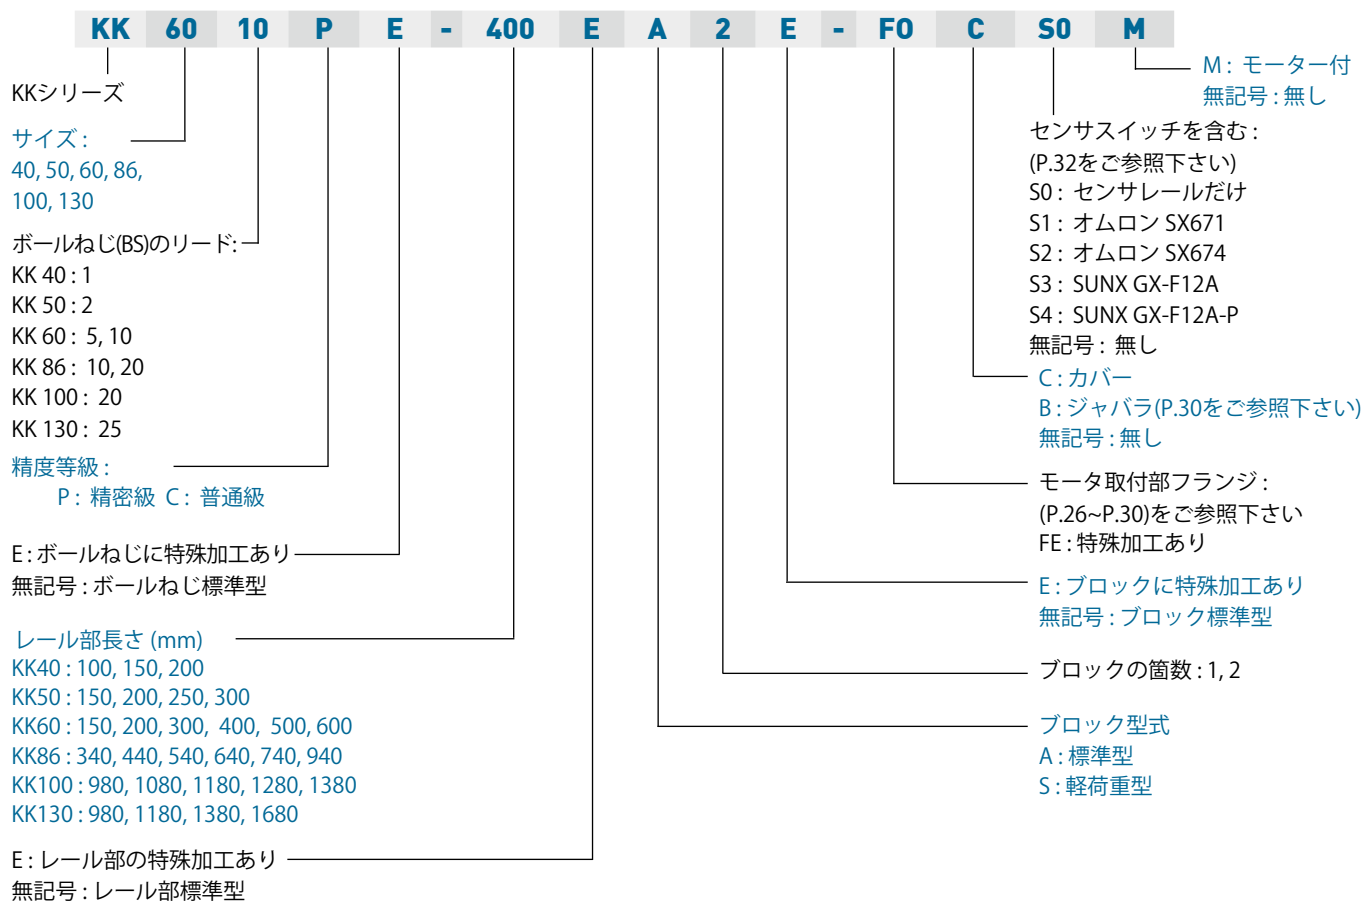 KK 60 10 P E - 400 E A 2 E - F0 C S0 M
KKシリーズ
サイズ :
40, 50, 60, 86,
100, 130
ボールねじ(BS)のリード:
KK 40 : 1
KK 50 : 2
KK 60 : 5, 10
KK 86 : 10, 20
KK 100 : 20
KK 130 : 25
精度等級 :
P : 精密級 C : 普通級
E : ボールねじに特殊加工あり
無記号 : ボールねじ標準型
レール部長さ (mm)
KK40 : 100, 150, 200
KK50 : 150, 200, 250, 300
KK60 : 150, 200, 300, 400, 500, 600
KK86 : 340, 440, 540, 640, 740, 940
KK100 : 980, 1080, 1180, 1280, 1380
KK130 : 980, 1180, 1380, 1680
E : レール部の特殊加工あり
無記号 : レール部標準型
M : モーター付
無記号 : 無し
センサスイッチを含む :
(P.32をご参照下さい)
S0 : センサレールだけ
S1 : オムロン SX671
S2 : オムロン SX674
S3 : SUNX GX-F12A
S4 : SUNX GX-F12A-P
無記号 : 無し
C : カバー
B : ジャバラ(P.30をご参照下さい)
無記号 : 無し
モータ取付部フランジ :
(P.26~P.30)をご参照下さい
FE : 特殊加工あり
E : ブロックに特殊加工あり
無記号 : ブロック標準型
ブロックの箇数 : 1, 2
ブロック型式
A : 標準型
S : 軽荷重型